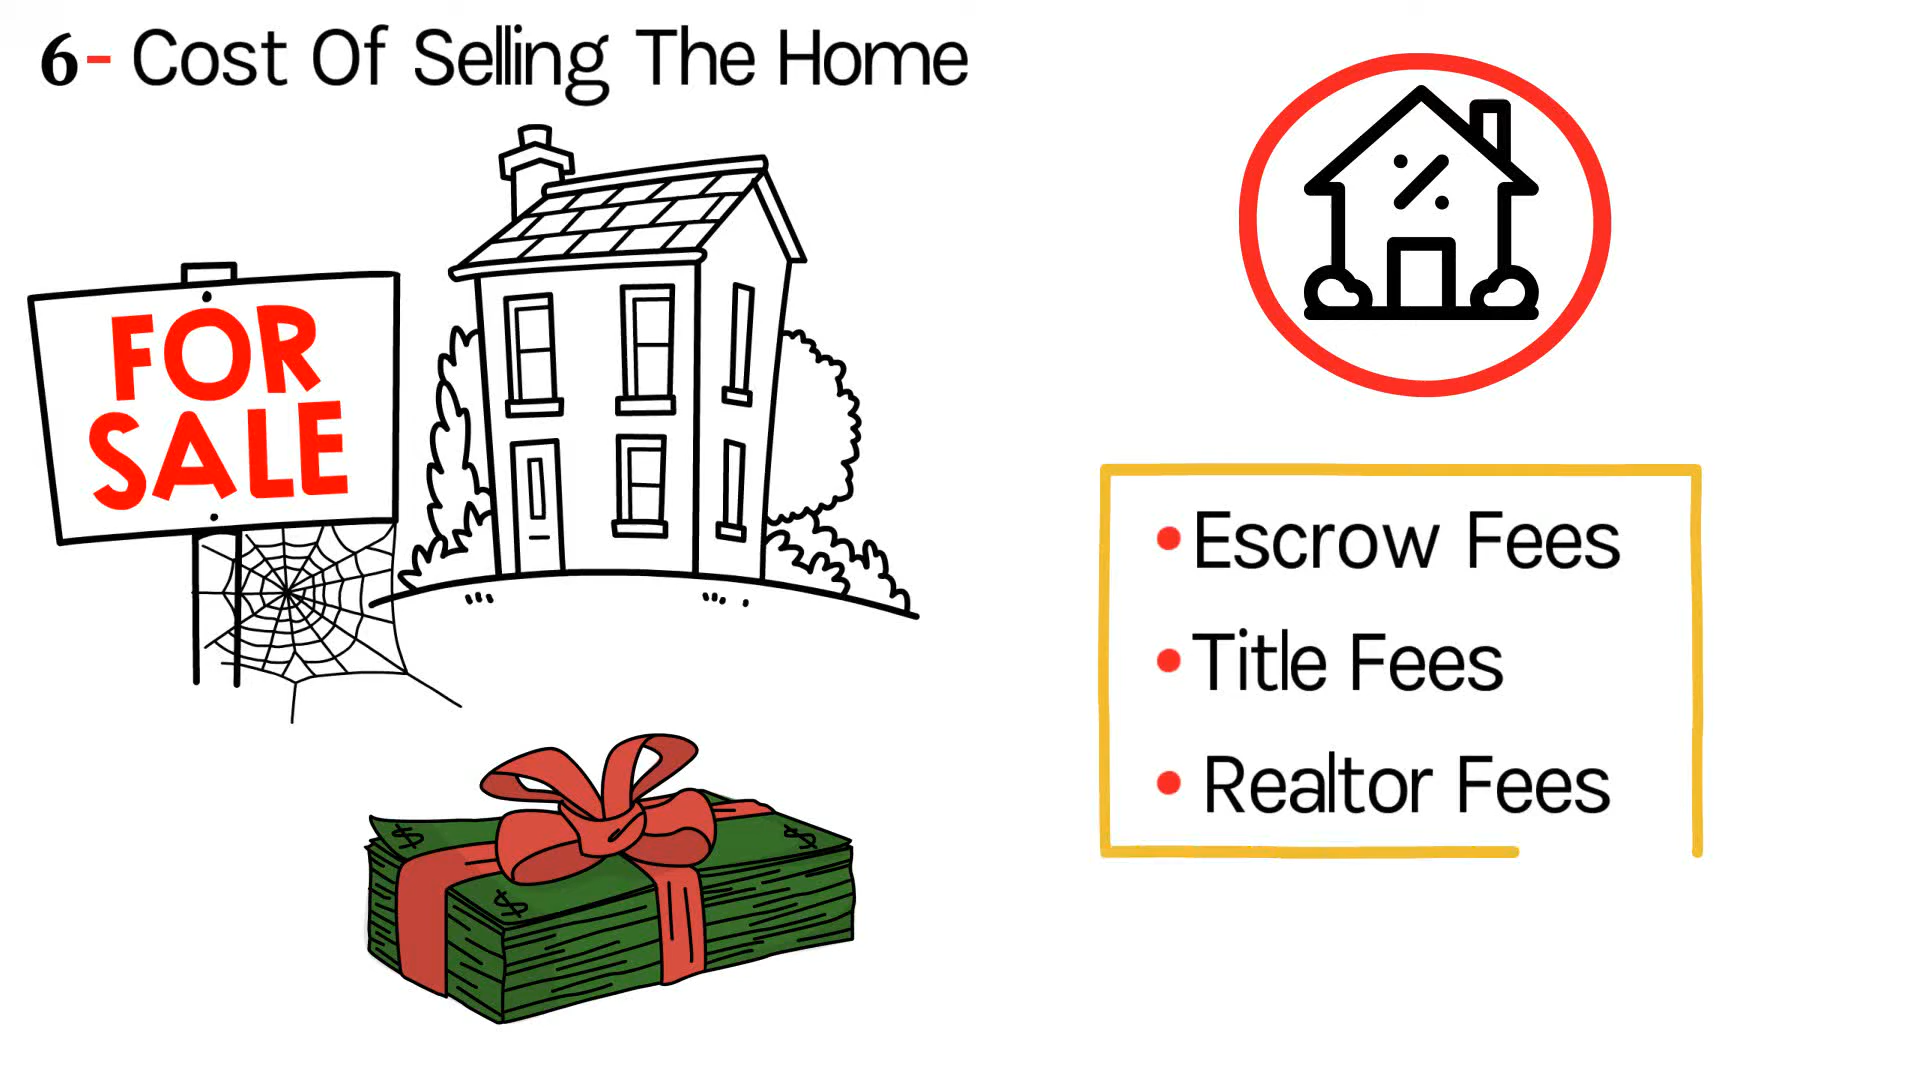 6- Cost Of Selling The Home
FOR
SALE
• Escrow Fees
• Title Fees
• Realtor Fees
$
$
$